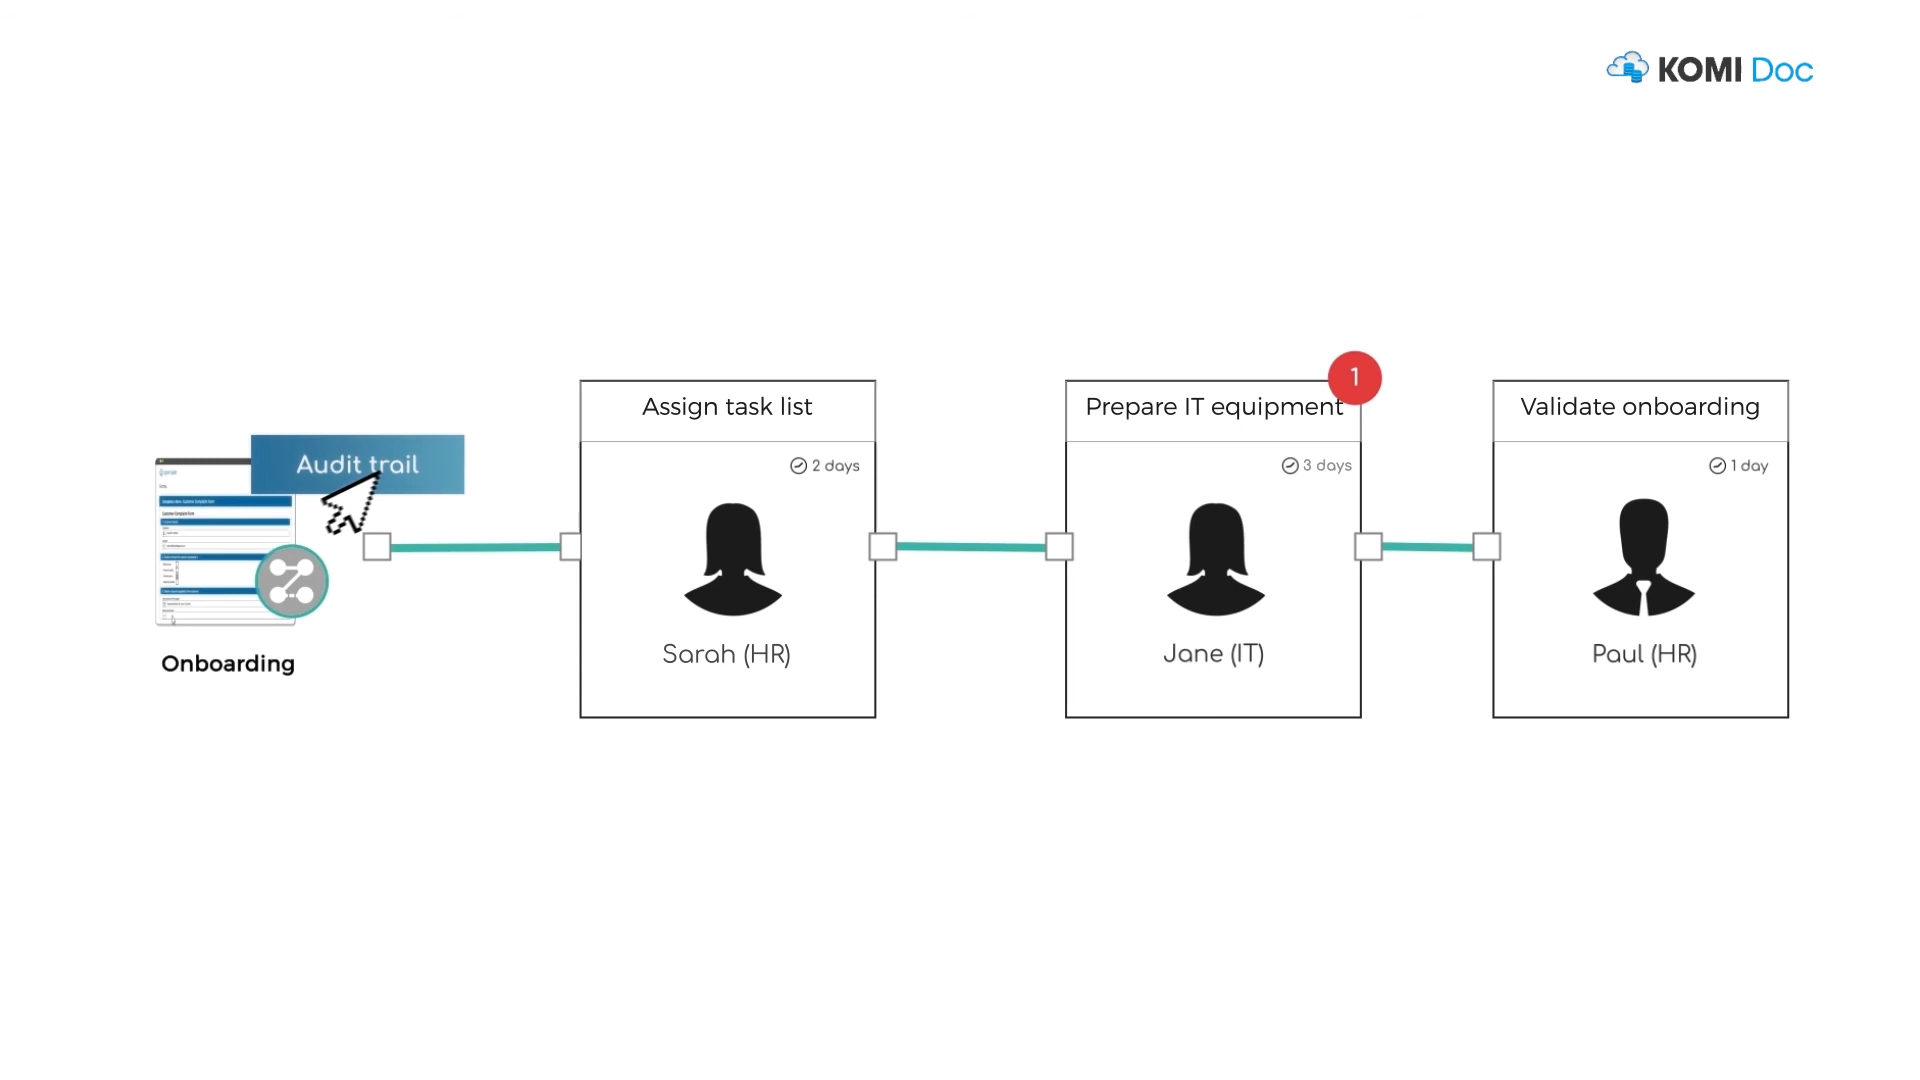 KOMI Doc
Audit trail
Onboarding
Assign task list
2 days
Sarah (HR)
Prepare IT equipment
1
3 days
Jane (IT)
Validate onboarding
1 day
Paul (HR)